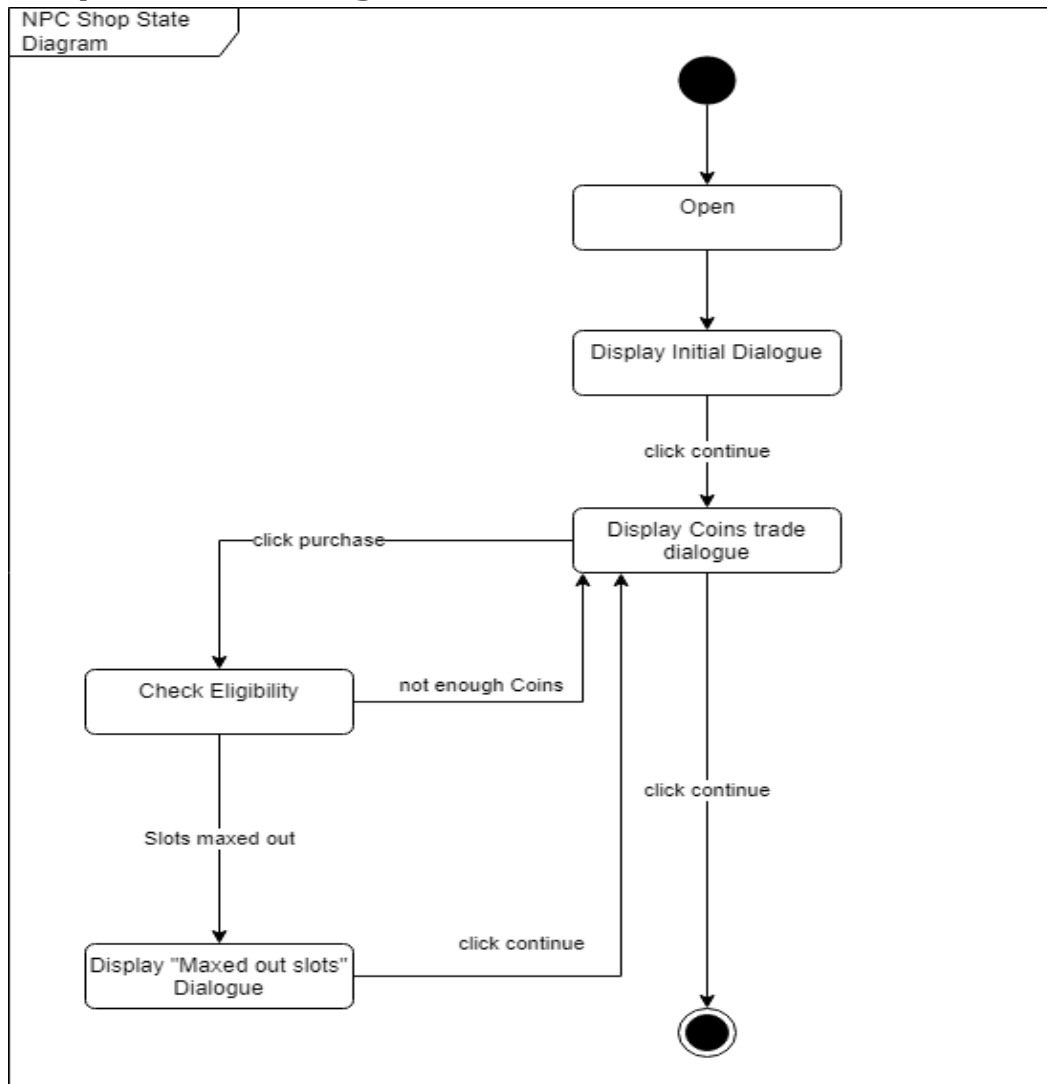 NPC Shop State
Diagram
Open
Display Initial Dialogue
click continue
Display Coins trade
dialogue
click purchase
Check Eligibility
not enough Coins
click continue
Slots maxed out
click continue
Display "Maxed out slots"
Dialogue